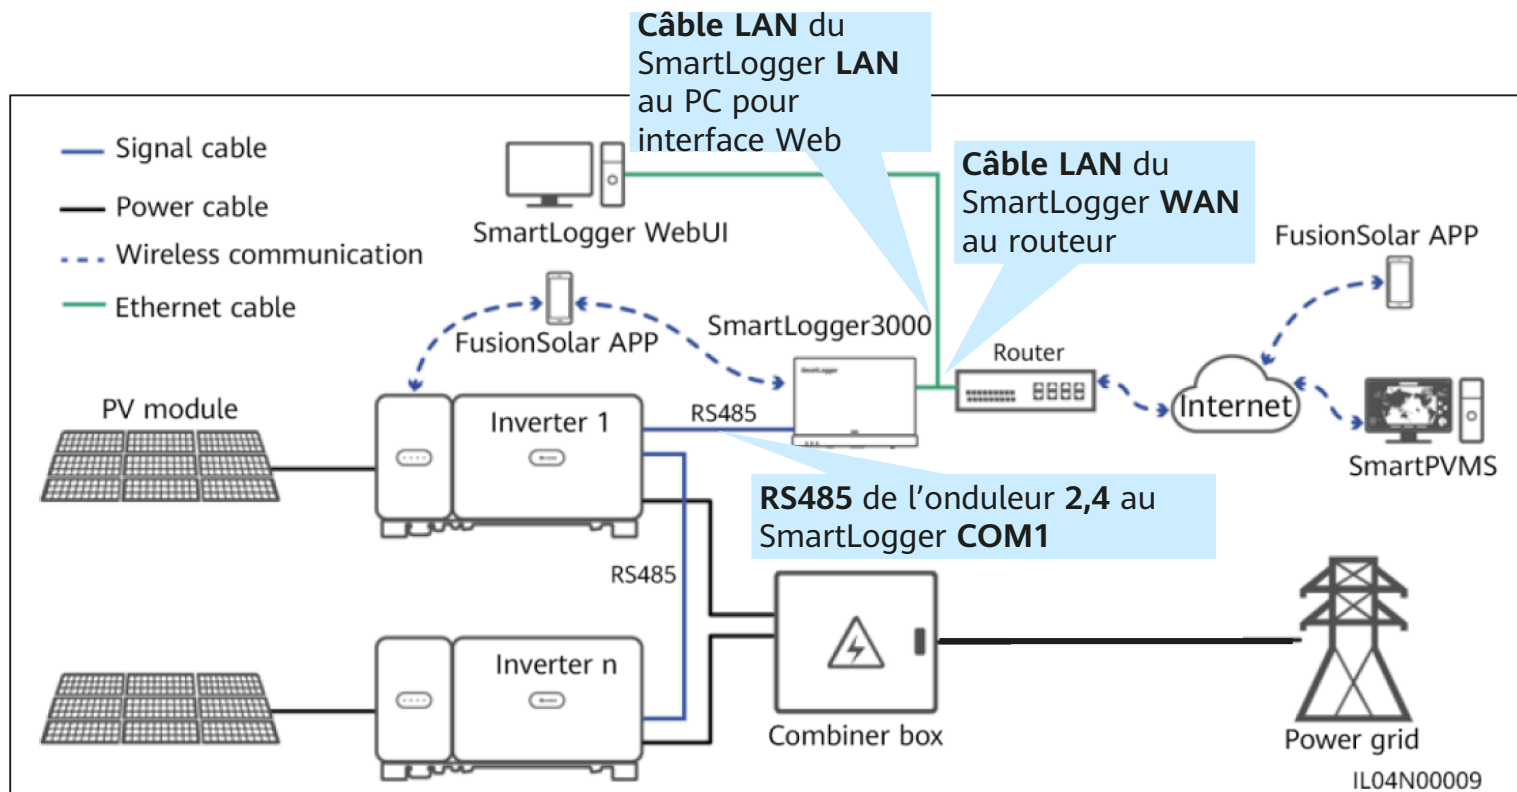 Câble LAN du
SmartLogger LAN
au PC pour
interface Web
Signal cable
Power cable
Wireless communication
Ethernet cable
SmartLogger WebUI
Câble LAN du
SmartLogger WAN
au routeur
FusionSolar APP
FusionSolar APP
SmartLogger3000
SmartLogger
Router
Internet
SmartPVMS
PV module
Inverter 1
RS485
RS485 de l'onduleur 2,4 au
SmartLogger COM1
RS485
Inverter n
Combiner box
Power grid
IL04N00009